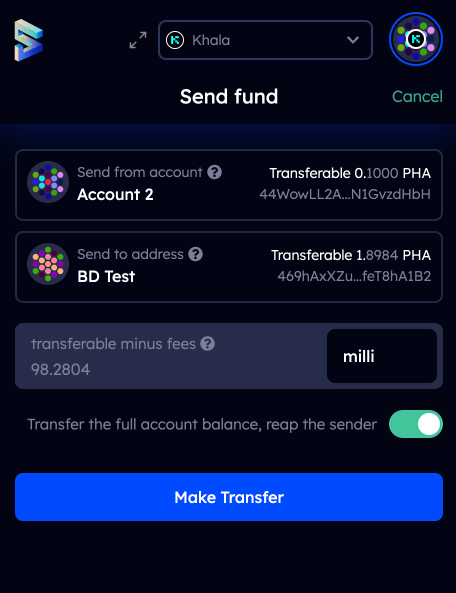 Khala
Send fund
Cancel
Send from account
Transferable 0.1000 PHA
Account 2
44WowLL2A...N1GvzdHbH
Send to address
Transferable 1.8984 PHA
BD Test
469hAxXZu...feT8hA1B2
transferable minus fees
98.2804
milli
Transfer the full account balance, reap the sender
Make Transfer